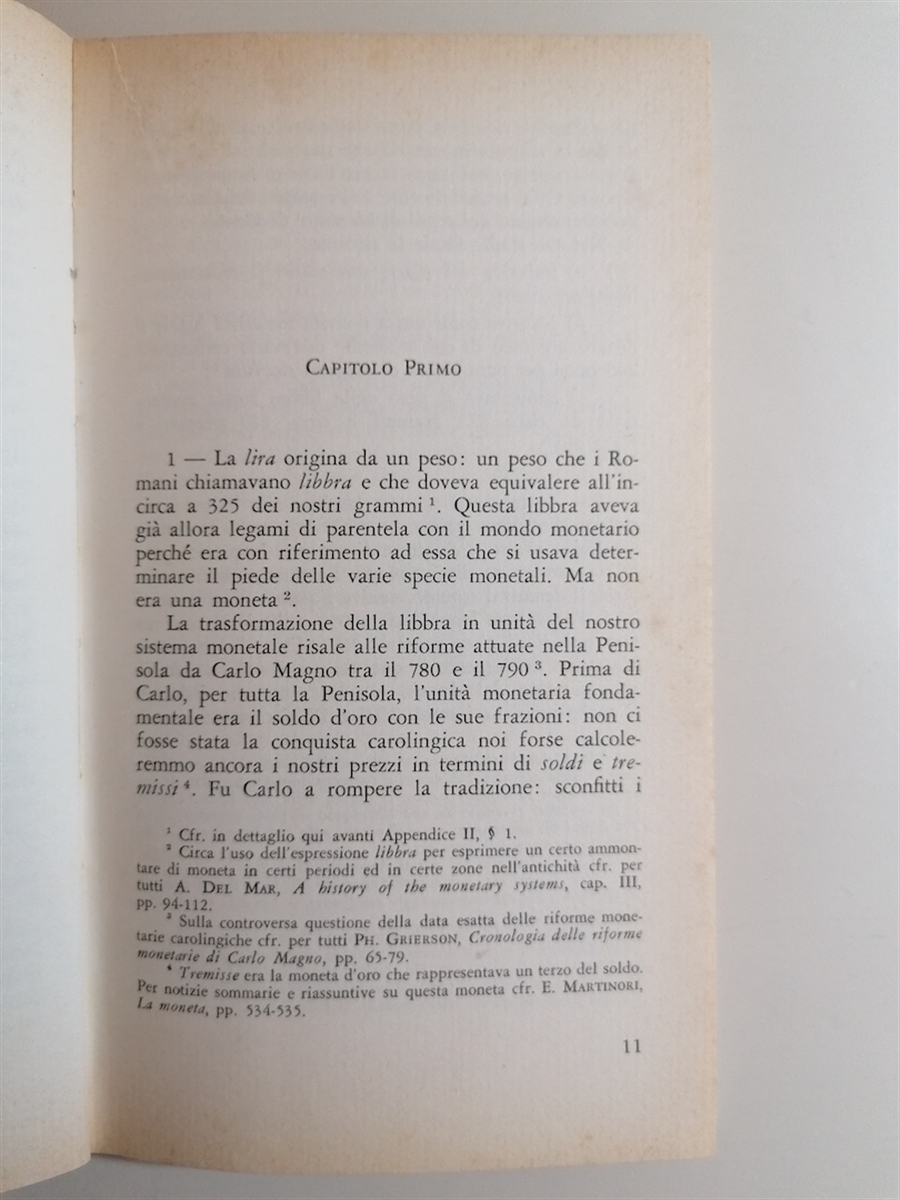 CAPITOLO PRIMO
1 — La lira origina da un peso: un peso che i Ro-
mani chiamavano libbra e che doveva equivalere all'in-
circa a 325 dei nostri grammi ¹. Questa libbra aveva
già allora legami di parentela con il mondo monetario
perché era con riferimento ad essa che si usava deter-
minare il piede delle varie specie monetali. Ma non
era una moneta ².
La trasformazione della libbra in unità del nostro
sistema monetale risale alle riforme attuate nella Peni-
sola da Carlo Magno tra il 780 e il 790 ³. Prima di
Carlo, per tutta la Penisola, l'unità monetaria fonda-
mentale era il soldo d'oro con le sue frazioni: non ci
fosse stata la conquista carolingica noi forse calcole-
remmo ancora i nostri prezzi in termini di soldi e tre-
missi ⁴. Fu Carlo a rompere la tradizione: sconfitti i
¹ Cfr. in dettaglio qui avanti Appendice II, § 1.
² Circa l'uso dell'espressione libbra per esprimere un certo ammon-
tare di moneta in certi periodi ed in certe zone nell'antichità cfr. per
tutti A. DEL MAR, A history of the monetary systems, cap. III,
pp. 94-112.
³ Sulla controversa questione della data esatta delle riforme mone-
tarie carolingiche cfr. per tutti PH. GRIERSON, Cronologia delle riforme
monetarie di Carlo Magno, pp. 65-79.
⁴ Tremisse era la moneta d'oro che rappresentava un terzo del soldo.
Per notizie sommarie e riassuntive su questa moneta cfr. E. MARTINORI,
La moneta, pp. 534-535.
11